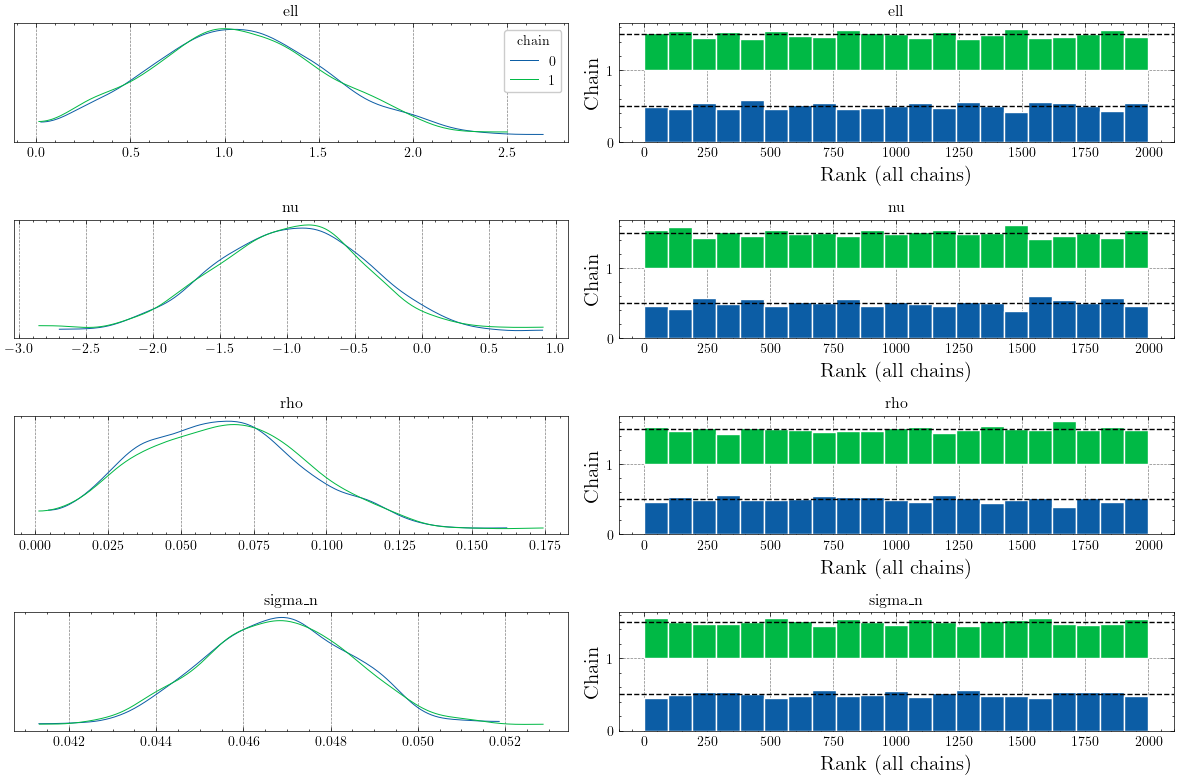 ell
chain
0
1
0.0 0.5 1.0 1.5 2.0 2.5
ell
Chain
1
0
0 250 500 750 1000 1250 1500 1750 2000
Rank (all chains)
nu
−3.0 −2.5 −2.0 −1.5 −1.0 −0.5 0.0 0.5 1.0
nu
Chain
1
0
0 250 500 750 1000 1250 1500 1750 2000
Rank (all chains)
rho
0.000 0.025 0.050 0.075 0.100 0.125 0.150 0.175
rho
Chain
1
0
0 250 500 750 1000 1250 1500 1750 2000
Rank (all chains)
sigma_n
0.042 0.044 0.046 0.048 0.050 0.052
sigma_n
Chain
1
0
0 250 500 750 1000 1250 1500 1750 2000
Rank (all chains)